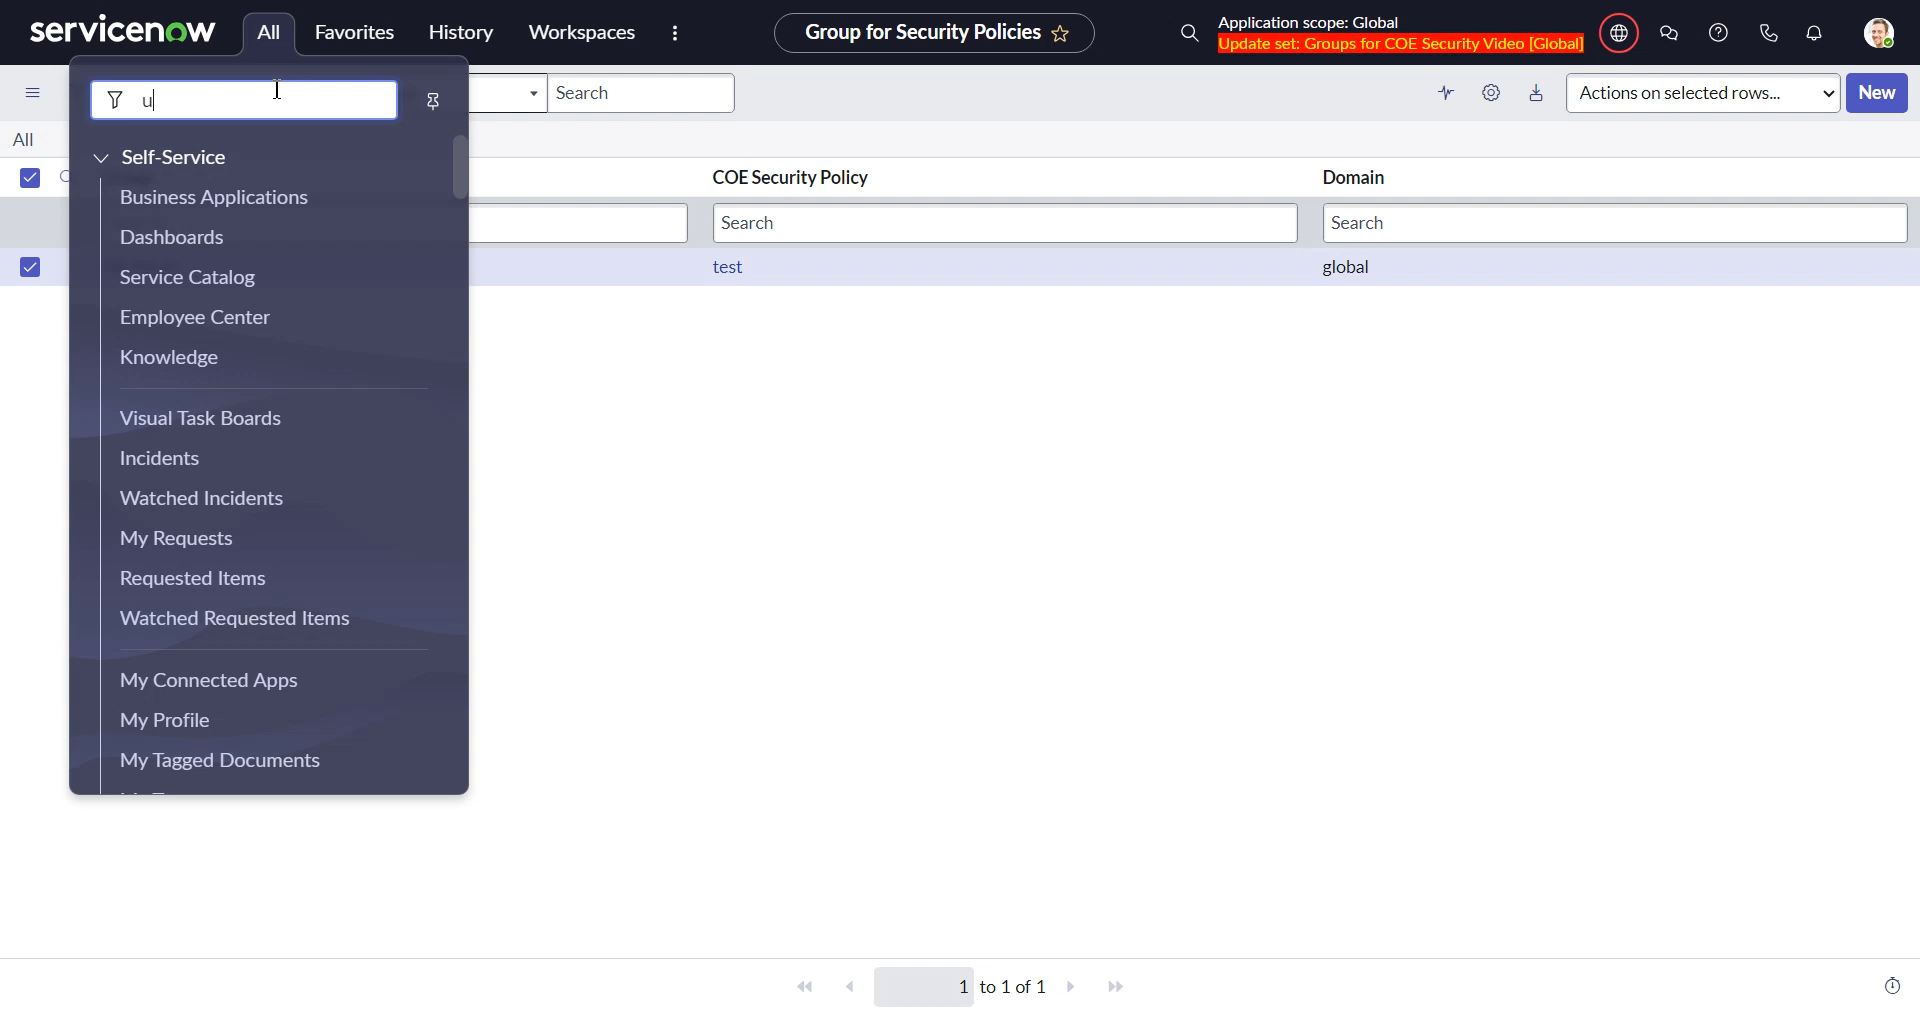 servicenow All Favorites History Workspaces Group for Security Policies Application scope: Global
Update set: Groups for COE Security Video [Global]
u Search Actions on selected rows... New
All
Self-Service COE Security Policy Domain
Business Applications
Search Search
Dashboards
test global
Service Catalog
Employee Center
Knowledge
Visual Task Boards
Incidents
Watched Incidents
My Requests
Requested Items
Watched Requested Items
My Connected Apps
My Profile
My Tagged Documents
1 to 1 of 1